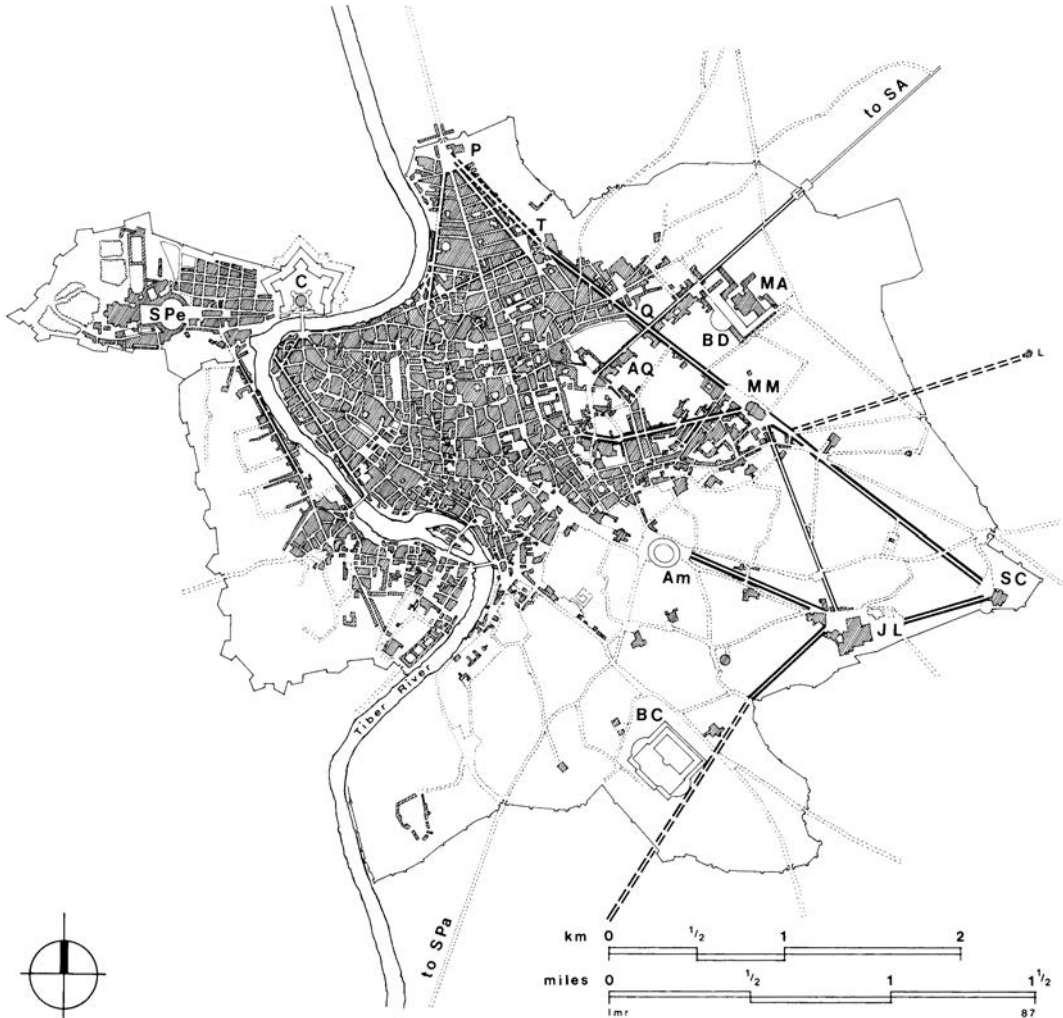 to SA
P
T
C
MA
SPe
Q
BD
L
AQ
MM
Am
SC
JL
BC
Tiber River
to SPa
km 0 1/2 1 2
miles 0 1/2 1 1 1/2
lmr 87